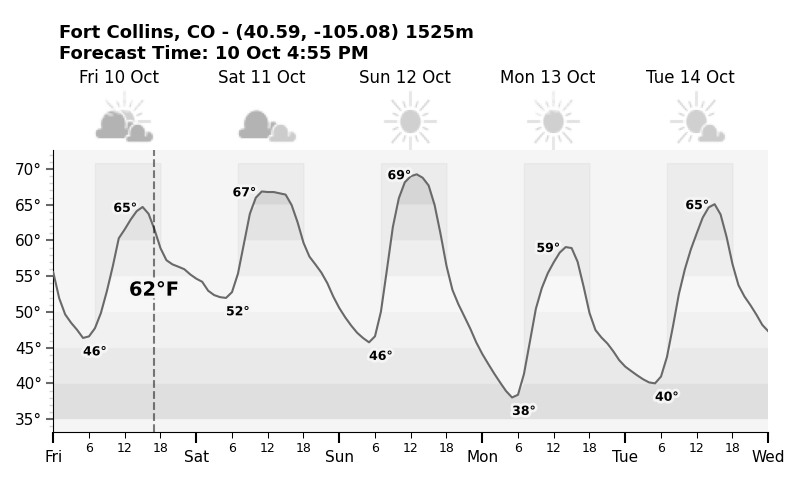 Fort Collins, CO - (40.59, -105.08) 1525m
Forecast Time: 10 Oct 4:55 PM
Fri 10 Oct Sat 11 Oct Sun 12 Oct Mon 13 Oct Tue 14 Oct
70°
65°
60°
55°
50°
45°
40°
35°
65° 67° 69° 59° 65°
62°F
46° 52° 46° 38° 40°
6 12 18 6 12 18 6 12 18 6 12 18 6 12 18
Fri Sat Sun Mon Tue Wed